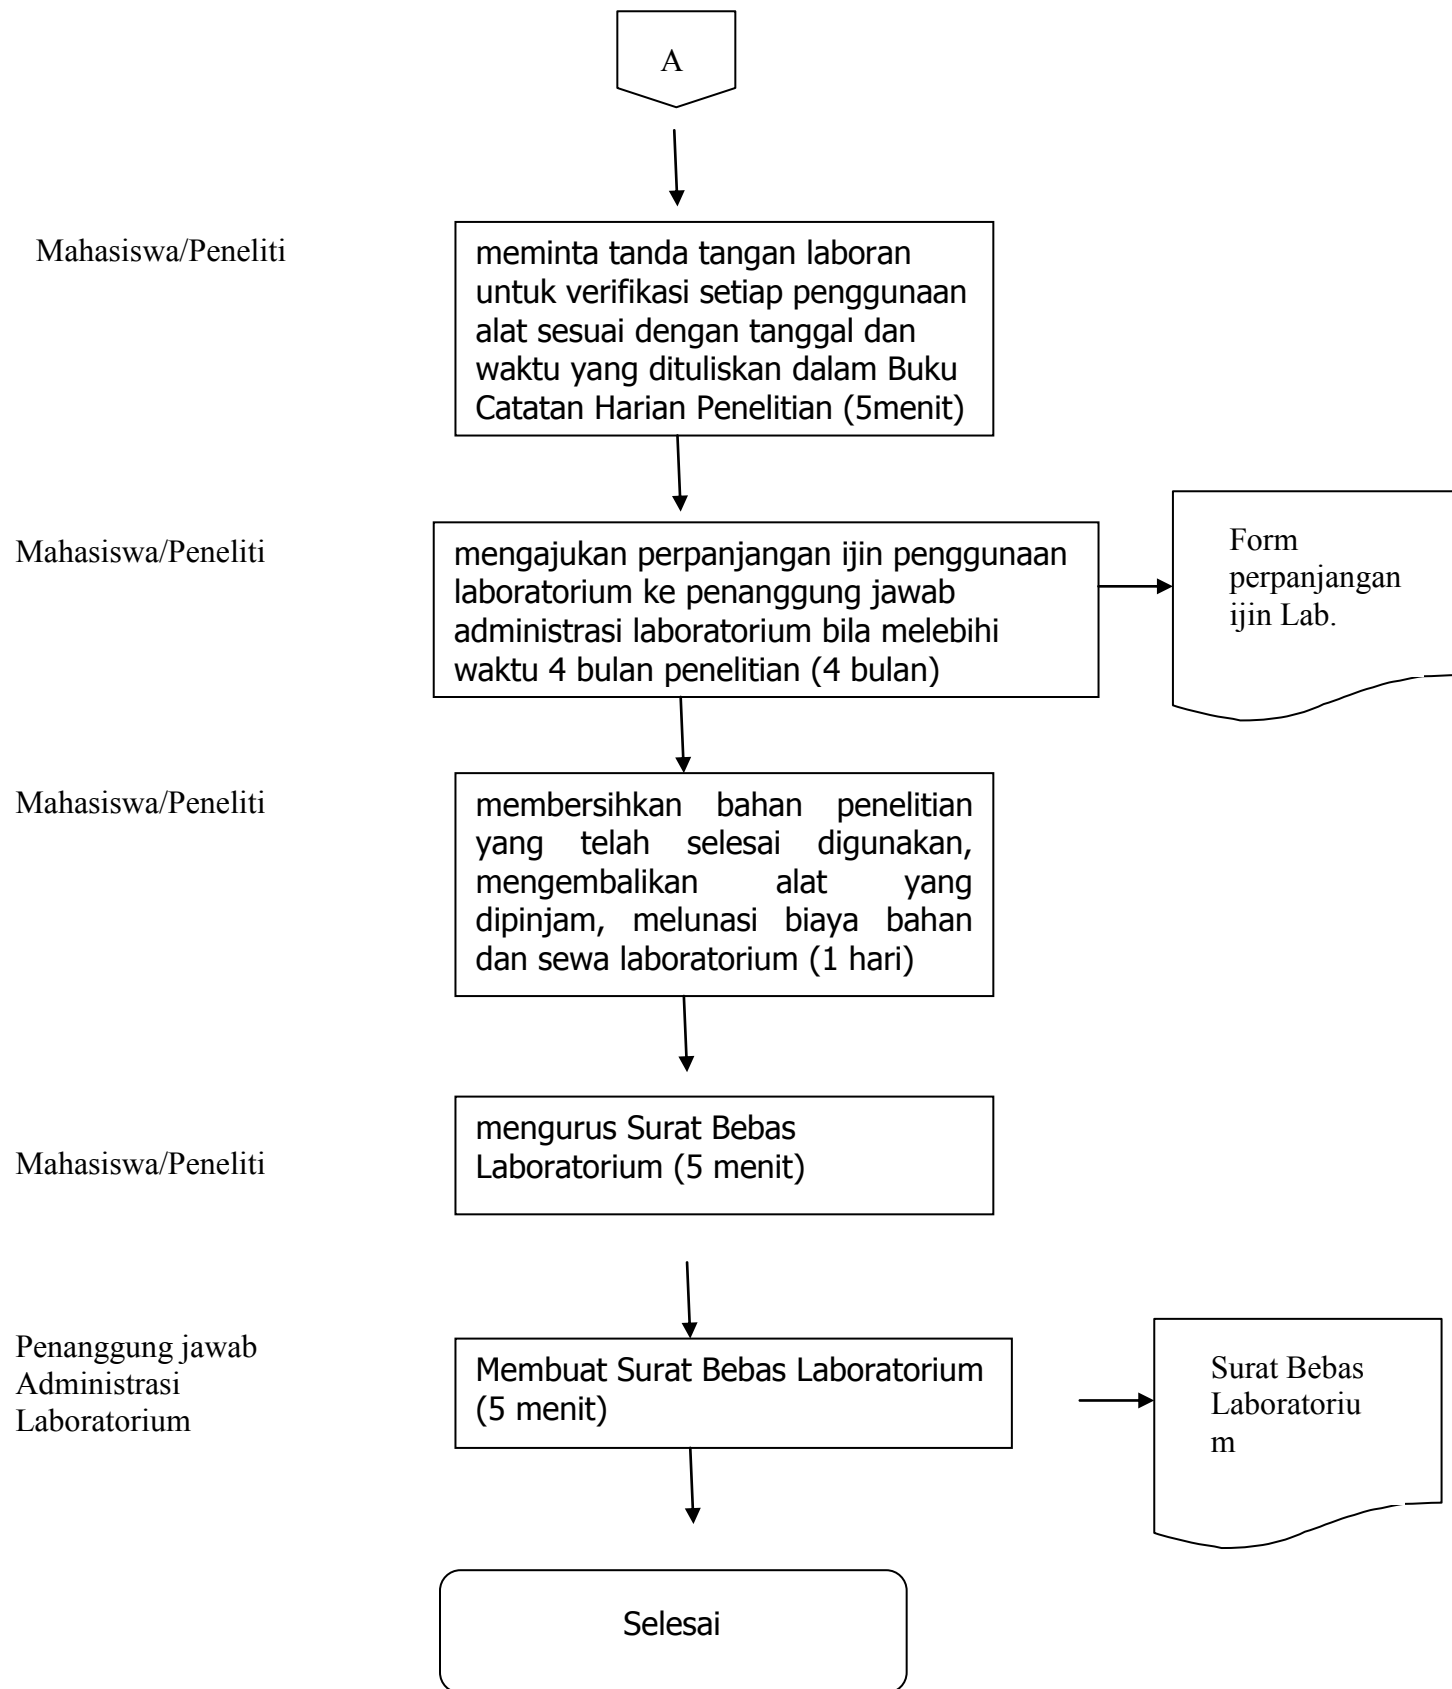 A
Mahasiswa/Peneliti
meminta tanda tangan laboran
untuk verifikasi setiap penggunaan
alat sesuai dengan tanggal dan
waktu yang dituliskan dalam Buku
Catatan Harian Penelitian (5menit)
Mahasiswa/Peneliti
mengajukan perpanjangan ijin penggunaan
laboratorium ke penanggung jawab
administrasi laboratorium bila melebihi
waktu 4 bulan penelitian (4 bulan)
Form
perpanjangan
ijin Lab.
Mahasiswa/Peneliti
membersihkan bahan penelitian
yang telah selesai digunakan,
mengembalikan alat yang
dipinjam, melunasi biaya bahan
dan sewa laboratorium (1 hari)
Mahasiswa/Peneliti
mengurus Surat Bebas
Laboratorium (5 menit)
Penanggung jawab
Administrasi
Laboratorium
Membuat Surat Bebas Laboratorium
(5 menit)
Surat Bebas
Laboratoriu
m
Selesai